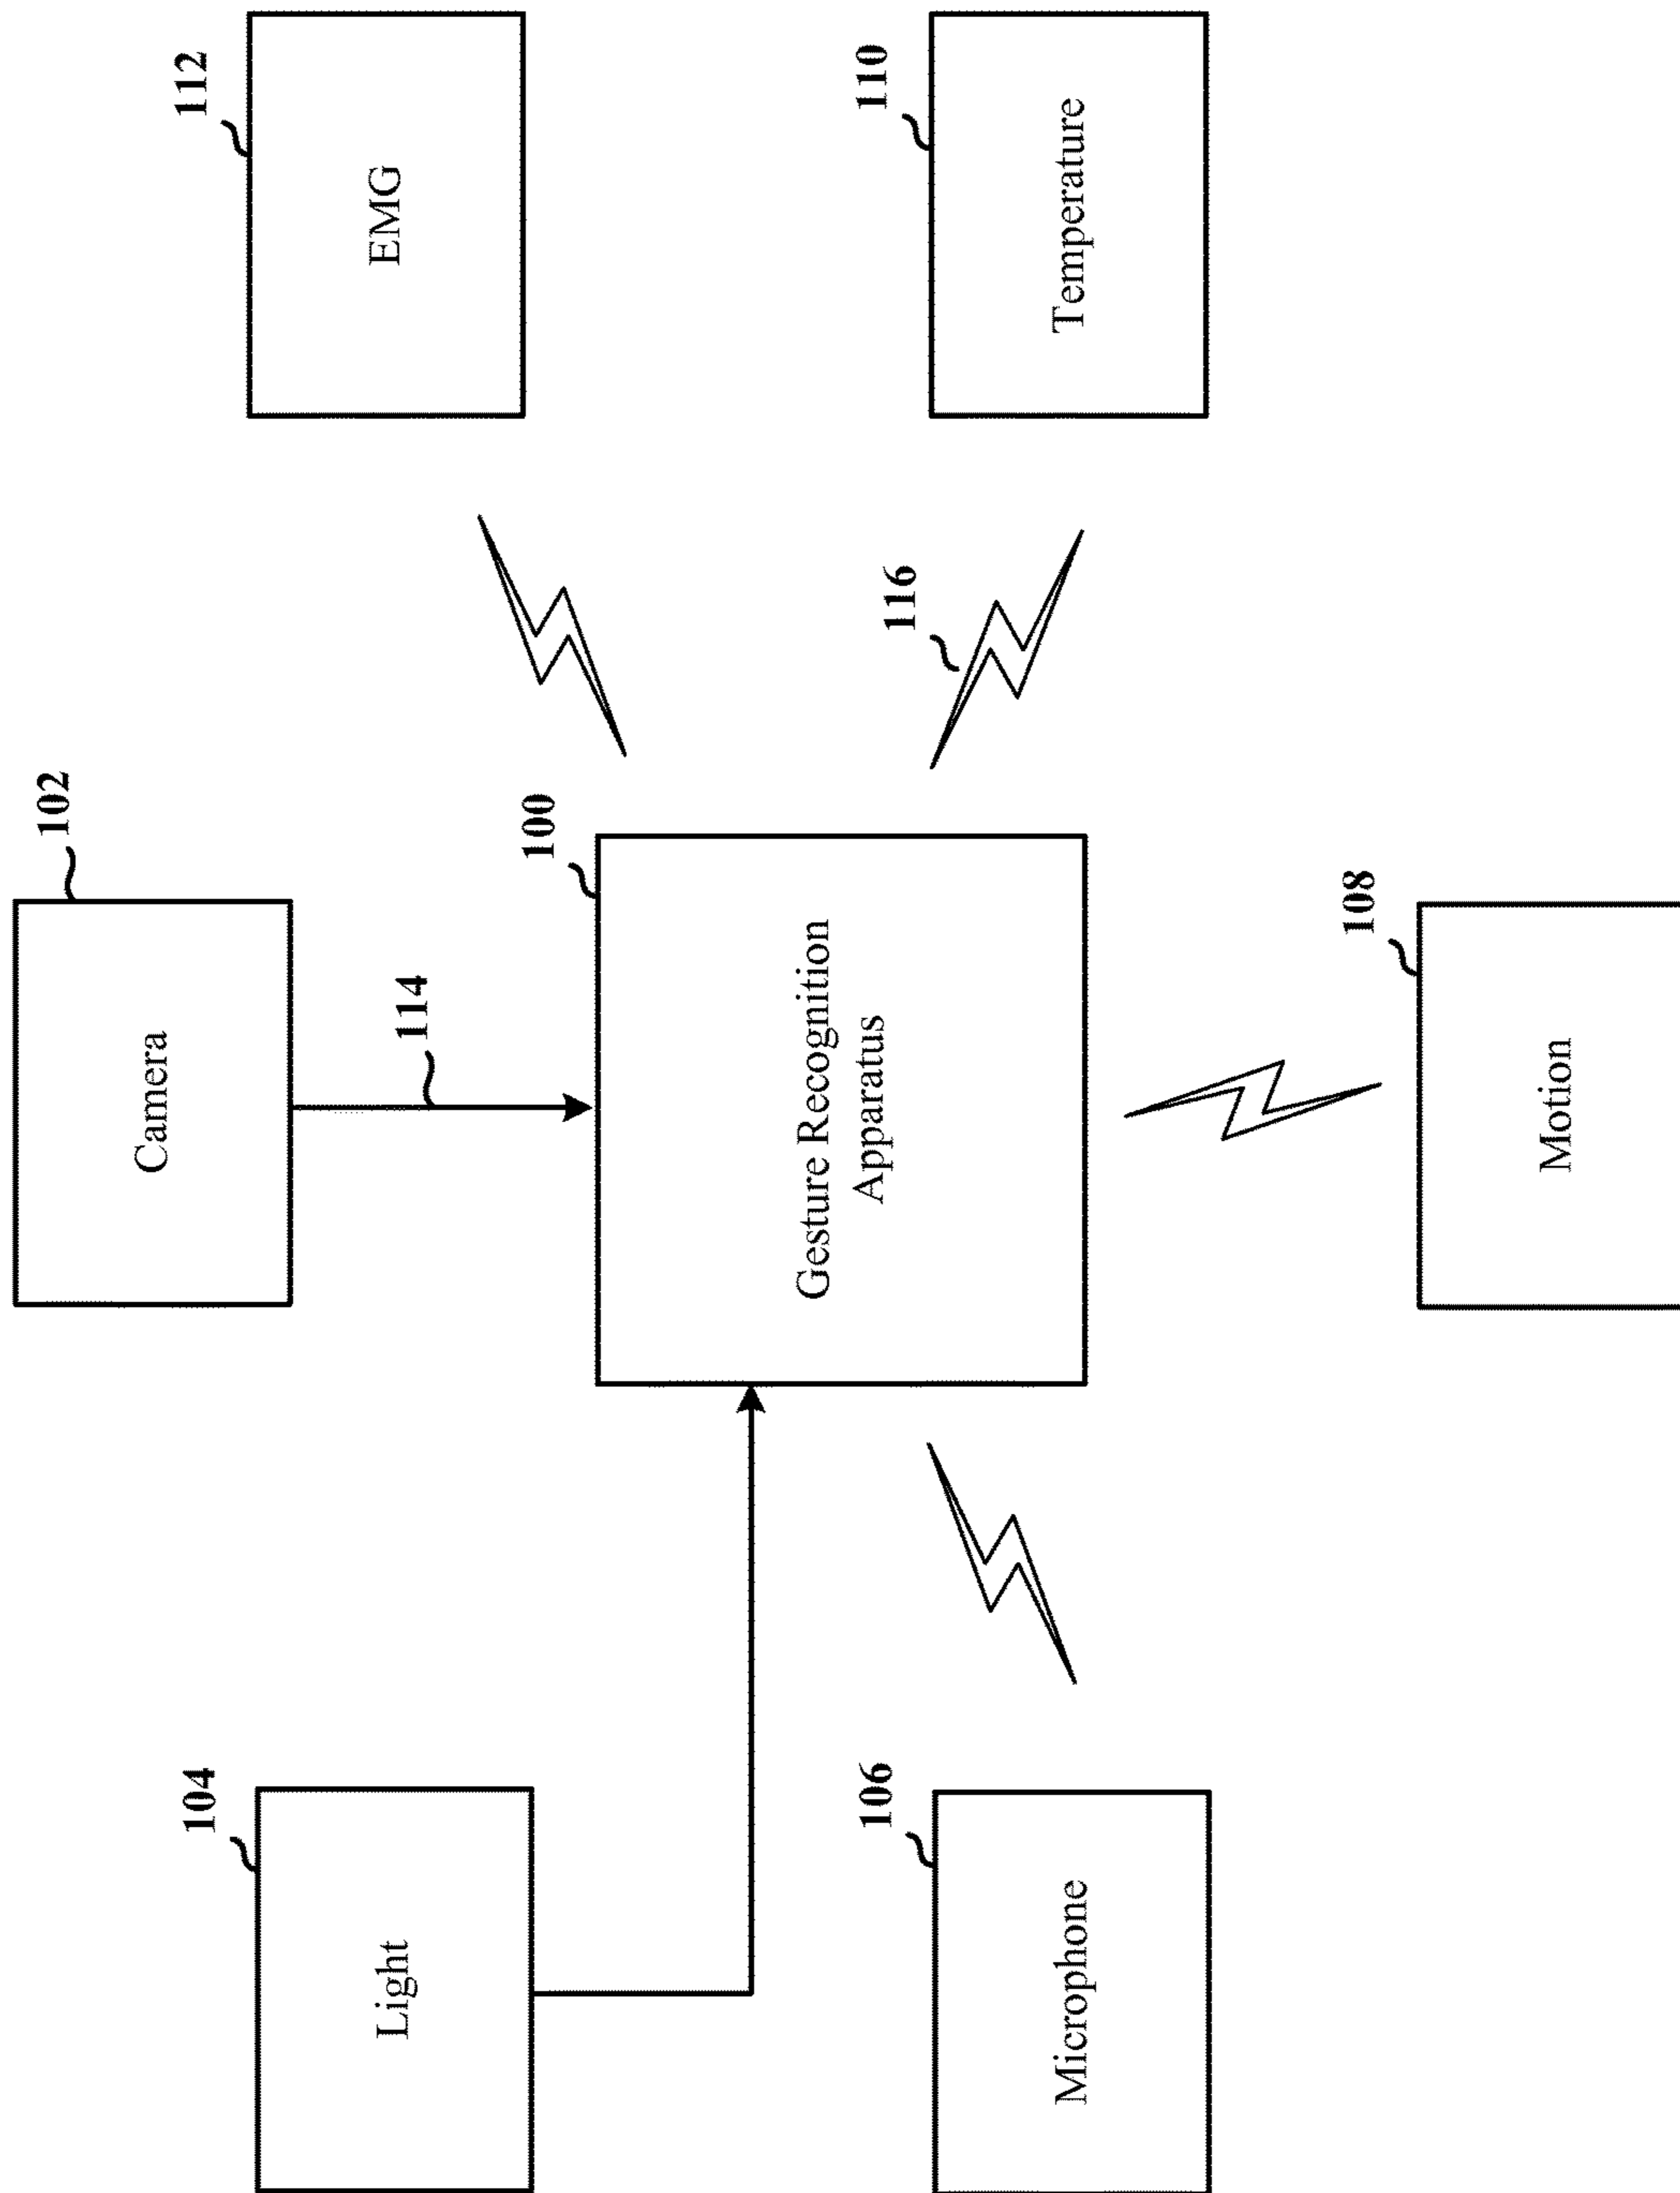 102
Camera
104
112
Light
EMG
114
100
Gesture Recognition
Apparatus
106
116
110
Microphone
Temperature
108
Motion